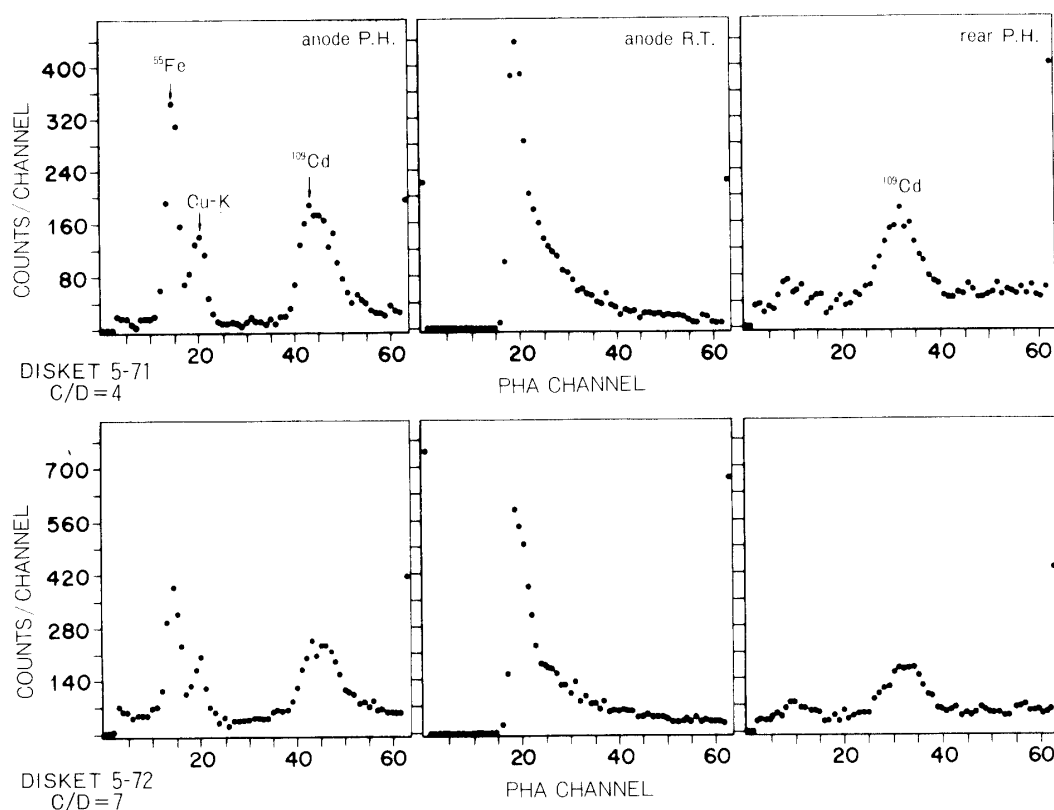 anode P.H.
anode R.T.
rear P.H.
⁵⁵Fe
Cu-K
¹⁰⁹Cd
¹⁰⁹Cd
COUNTS/CHANNEL
400
320
240
160
80
20 40 60
20 40 60
20 40 60
PHA CHANNEL
DISKET 5-71
C/D=4
COUNTS/CHANNEL
700
560
420
280
140
20 40 60
20 40 60
20 40 60
PHA CHANNEL
DISKET 5-72
C/D=7